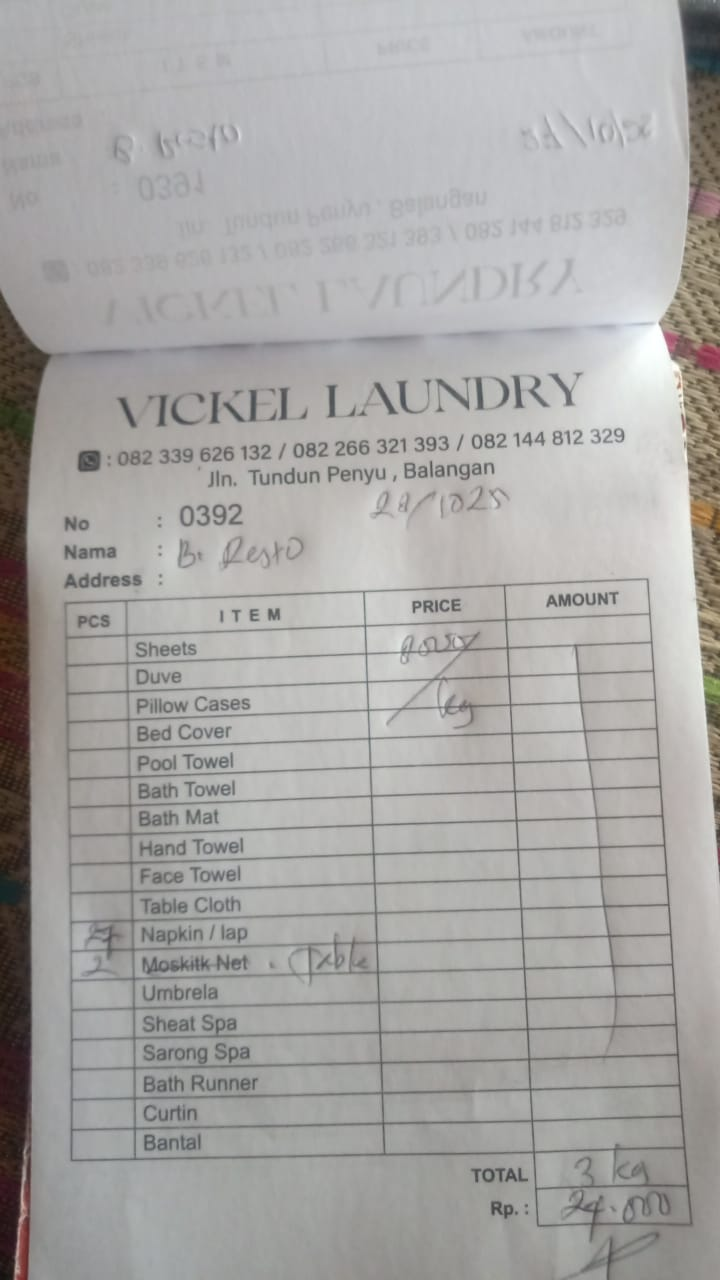 VICKEL LAUNDRY
: 082 339 626 132 / 082 266 321 393 / 082 144 812 329
Jln. Tundun Penyu , Balangan
No : 0392
Nama : B. Resto
Address :
PCS ITEM PRICE AMOUNT
Sheets
Duve
Pillow Cases kg
Bed Cover
Pool Towel
Bath Towel
Bath Mat
Hand Towel
Face Towel
Table Cloth
27 Napkin / lap
2 Moskitk Net . Table
Umbrela
Sheat Spa
Sarong Spa
Bath Runner
Curtin
Bantal
TOTAL 3 kg
Rp. : 24.000